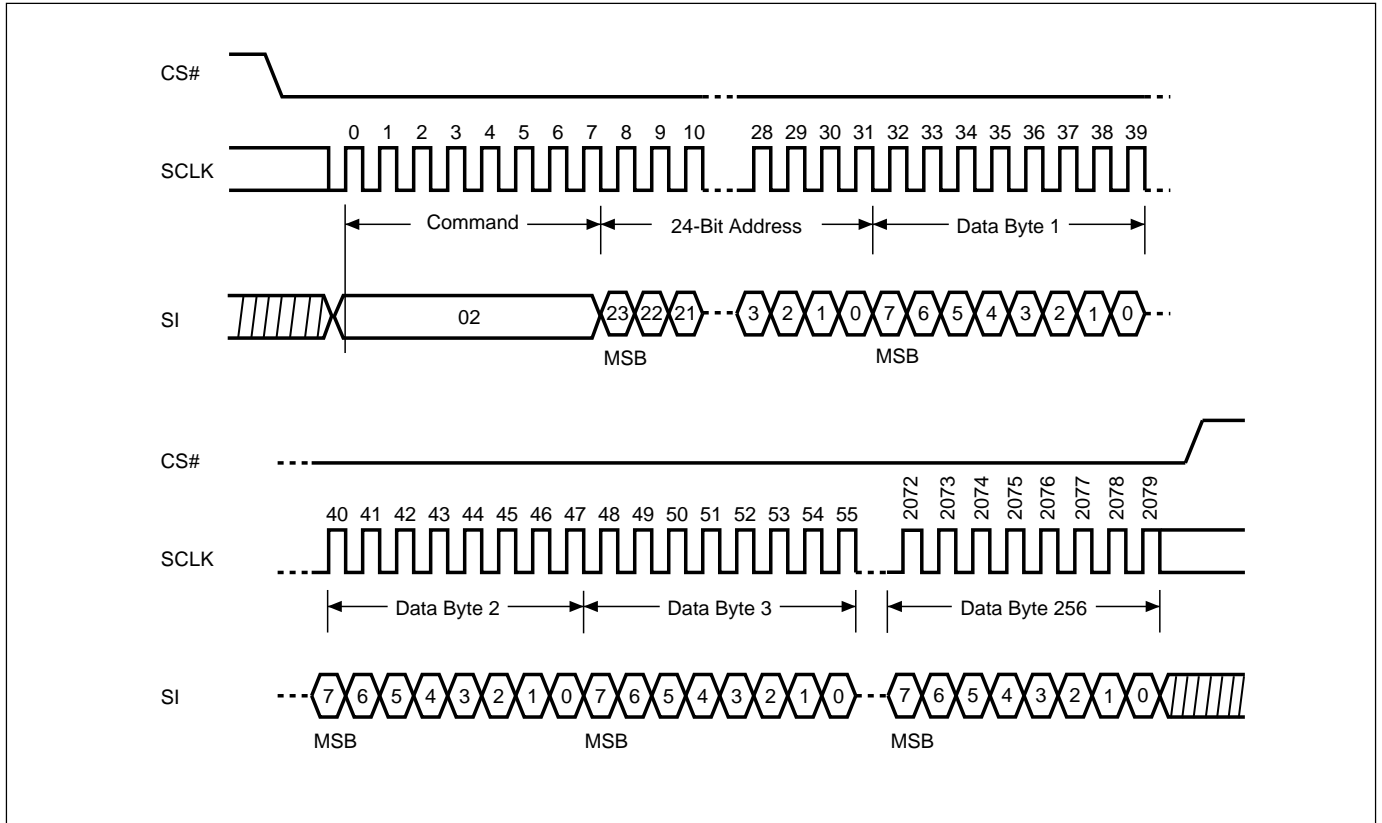 CS#
0 1 2 3 4 5 6 7 8 9 10 28 29 30 31 32 33 34 35 36 37 38 39
SCLK
Command 24-Bit Address Data Byte 1
SI 02 23 22 21 3 2 1 0 7 6 5 4 3 2 1 0
MSB MSB
CS#
2072 2073 2074 2075 2076 2077 2078 2079
40 41 42 43 44 45 46 47 48 49 50 51 52 53 54 55
SCLK
Data Byte 2 Data Byte 3 Data Byte 256
SI 7 6 5 4 3 2 1 0 7 6 5 4 3 2 1 0 7 6 5 4 3 2 1 0
MSB MSB MSB